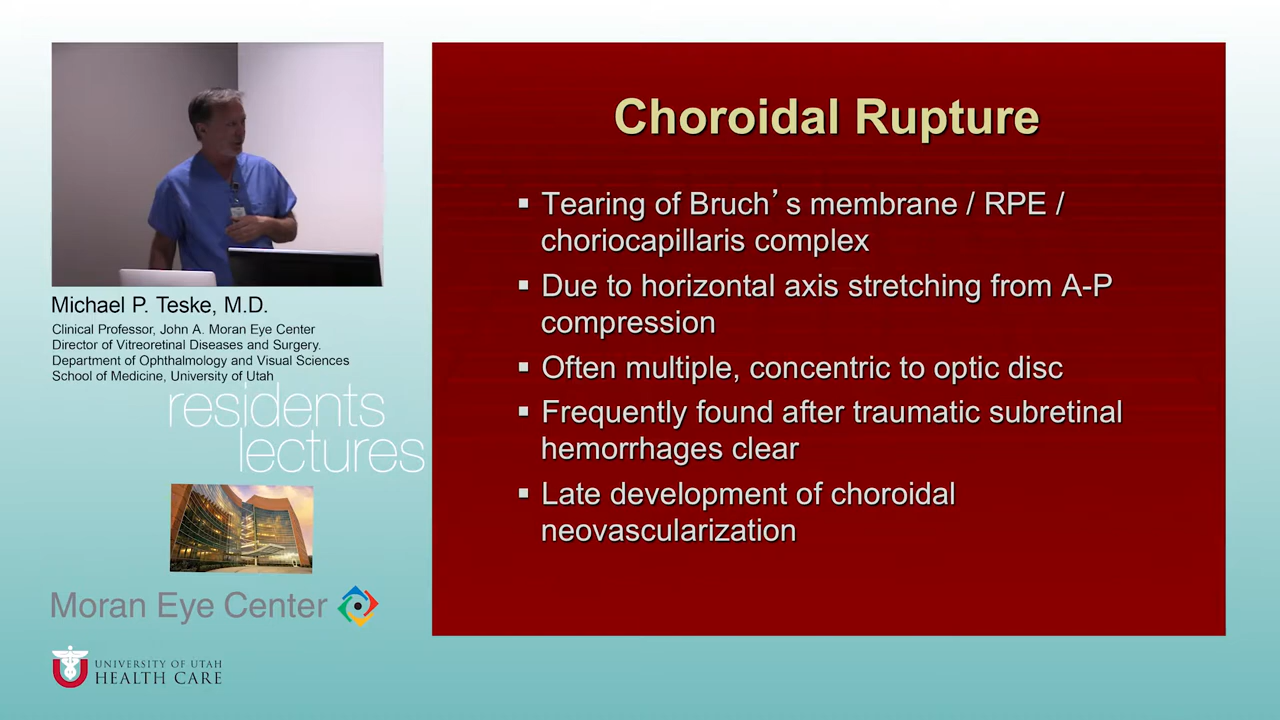 Michael P. Teske, M.D.
Clinical Professor, John A. Moran Eye Center
Director of Vitreoretinal Diseases and Surgery.
Department of Ophthalmology and Visual Sciences
School of Medicine, University of Utah
residents
lectures
Moran Eye Center
UNIVERSITY OF UTAH
HEALTH CARE
Choroidal Rupture
▪ Tearing of Bruch’s membrane / RPE /
choriocapillaris complex
▪ Due to horizontal axis stretching from A-P
compression
▪ Often multiple, concentric to optic disc
▪ Frequently found after traumatic subretinal
hemorrhages clear
▪ Late development of choroidal
neovascularization